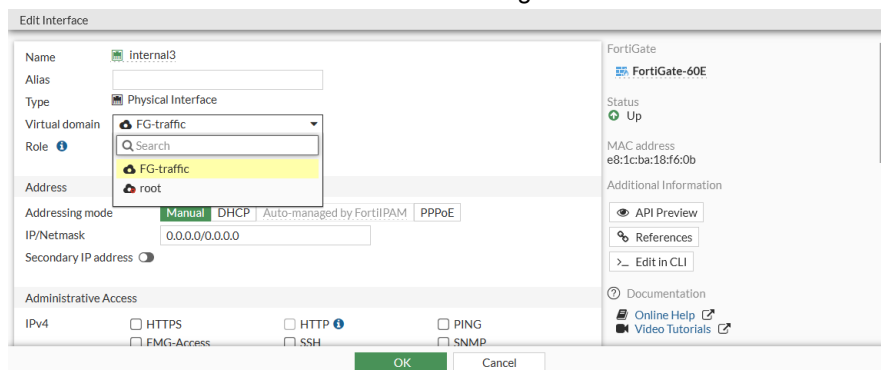 Edit Interface
Name internal3
Alias
Type Physical Interface
Virtual domain FG-traffic
Role
Search
FG-traffic
root
Address
Addressing mode Manual DHCP Auto-managed by FortiIPAM PPPoE
IP/Netmask 0.0.0.0/0.0.0.0
Secondary IP address
Administrative Access
IPv4 HTTPS HTTP PING
FMG-Access SSH SNMP
OK Cancel
FortiGate
FortiGate-60E
Status
Up
MAC address
e8:1c:ba:18:f6:0b
Additional Information
API Preview
References
>_ Edit in CLI
Documentation
Online Help
Video Tutorials